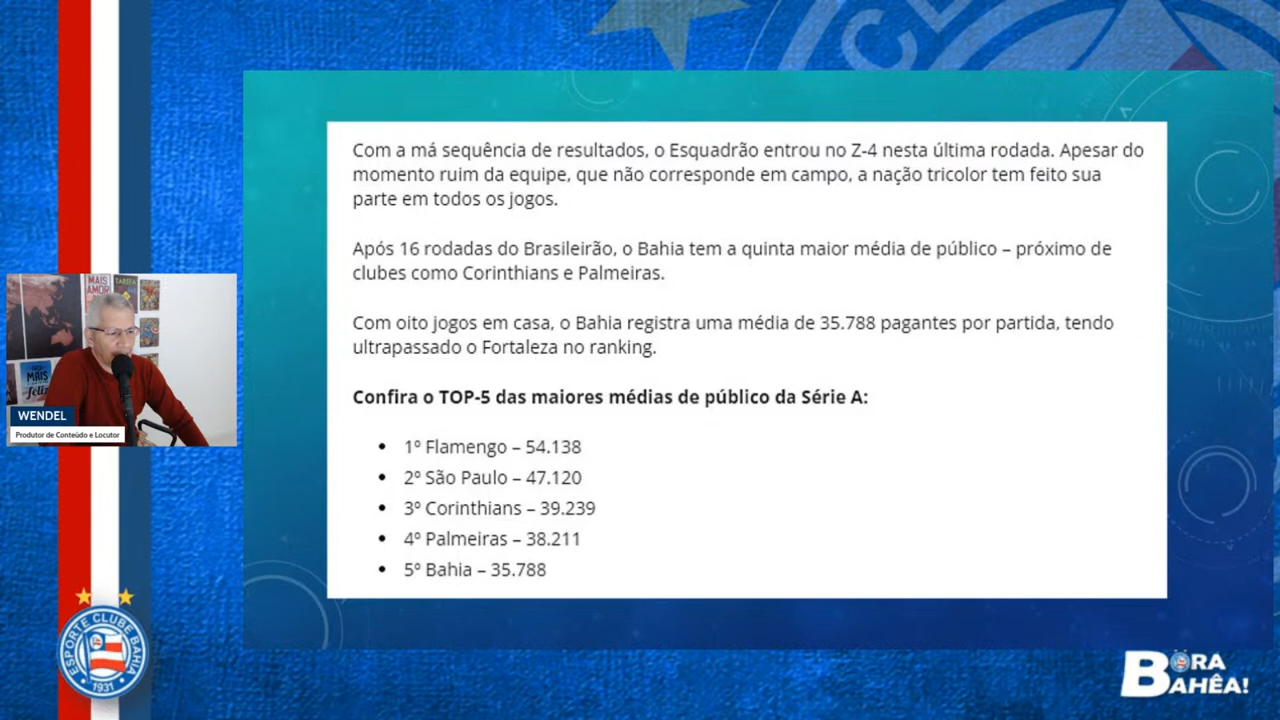 Com a má sequência de resultados, o Esquadrão entrou no Z-4 nesta última rodada. Apesar do
momento ruim da equipe, que não corresponde em campo, a nação tricolor tem feito sua
parte em todos os jogos.
Após 16 rodadas do Brasileirão, o Bahia tem a quinta maior média de público – próximo de
clubes como Corinthians e Palmeiras.
Com oito jogos em casa, o Bahia registra uma média de 35.788 pagantes por partida, tendo
ultrapassado o Fortaleza no ranking.
Confira o TOP-5 das maiores médias de público da Série A:
• 1º Flamengo – 54.138
• 2º São Paulo – 47.120
• 3º Corinthians – 39.239
• 4º Palmeiras – 38.211
• 5º Bahia – 35.788
MAIS
AMOR
MAIS
feliz
WENDEL
Produtor de Conteúdo e Locutor
ESPORTE CLUBE BAHIA
1931
BORA
BAHÊA!